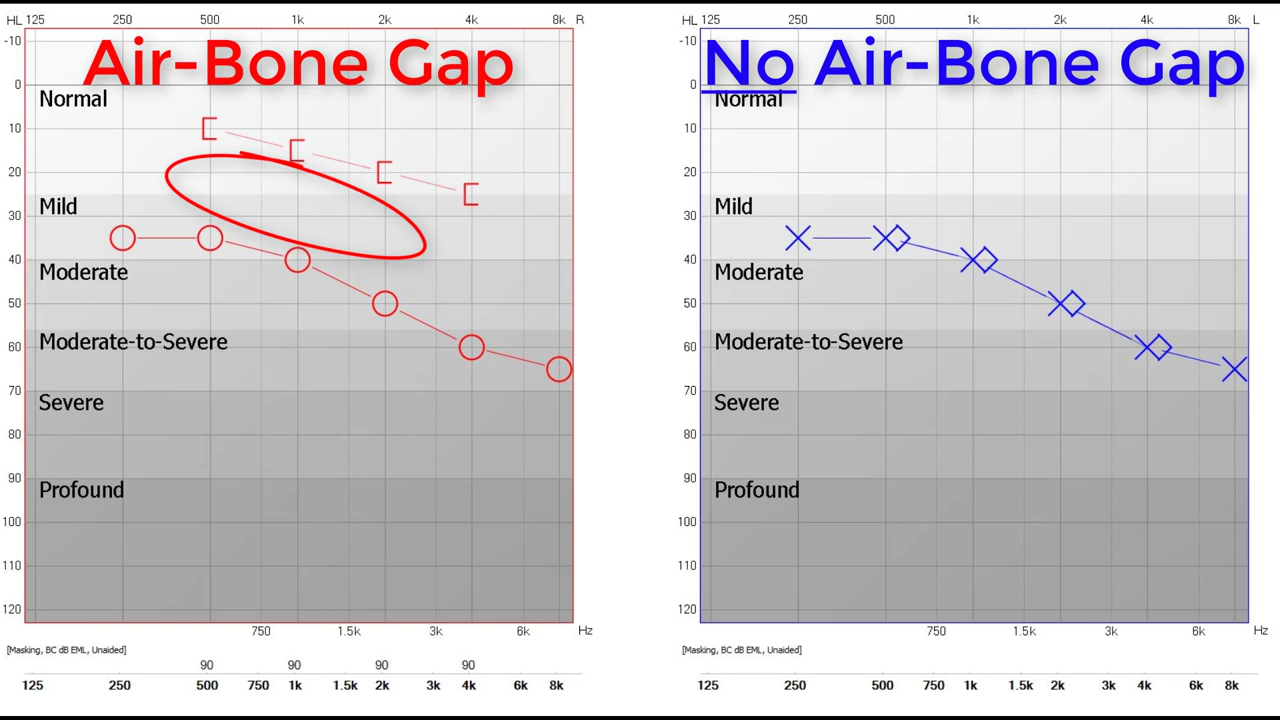 HL 125 250 500 1k 2k 4k 8k R
Air-Bone Gap
-10
0
Normal
10
20
Mild
30
40
Moderate
50
Moderate-to-Severe
60
70
Severe
80
90
Profound
100
110
120
750 1.5k 3k 6k Hz
[Masking, BC dB EML, Unaided]
90 90 90 90
125 250 500 750 1k 1.5k 2k 3k 4k 6k 8k
HL 125 250 500 1k 2k 4k 8k L
No Air-Bone Gap
-10
0
Normal
10
20
Mild
30
40
Moderate
50
Moderate-to-Severe
60
70
Severe
80
90
Profound
100
110
120
750 1.5k 3k 6k Hz
[Masking, BC dB EML, Unaided]
125 250 500 750 1k 1.5k 2k 3k 4k 6k 8k